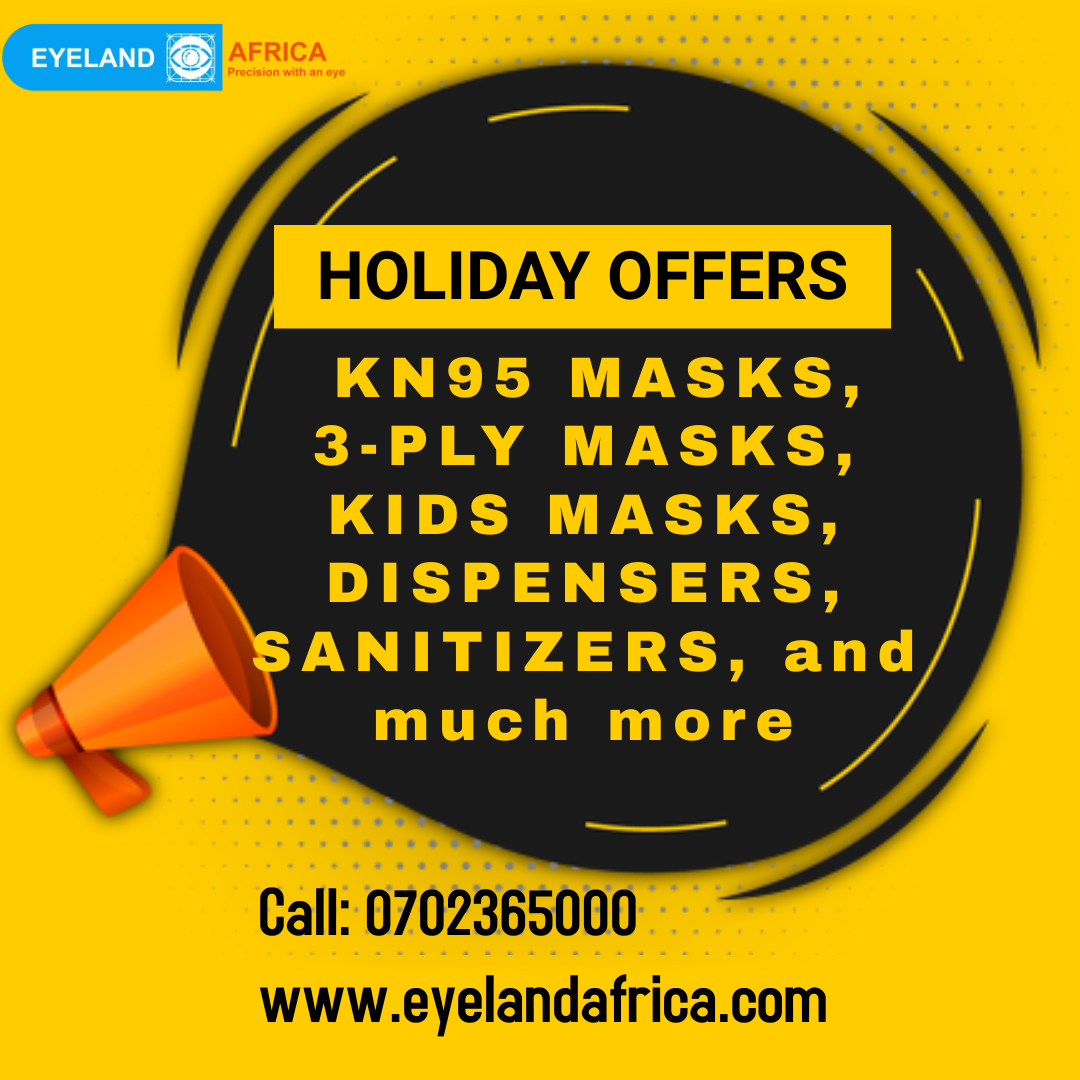 EYELAND
AFRICA
Precision with an eye
HOLIDAY OFFERS
KN95 MASKS,
3-PLY MASKS,
KIDS MASKS,
DISPENSERS,
SANITIZERS, and
much more
Call: 0702365000
www.eyelandafrica.com